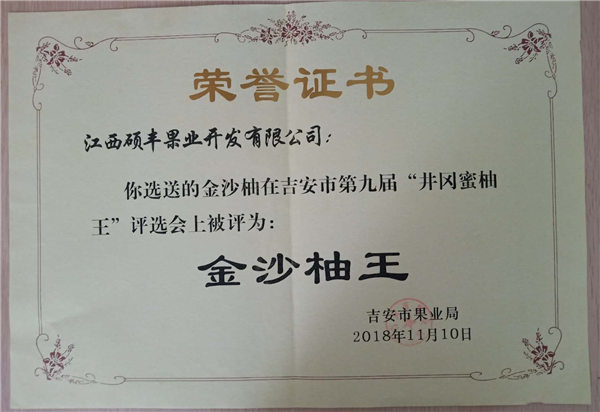 荣誉证书
江西硕丰果业开发有限公司：
你选送的金沙柚在吉安市第九届“井冈蜜柚
王”评选会上被评为：
金沙柚王
吉安市果业局
2018年11月10日